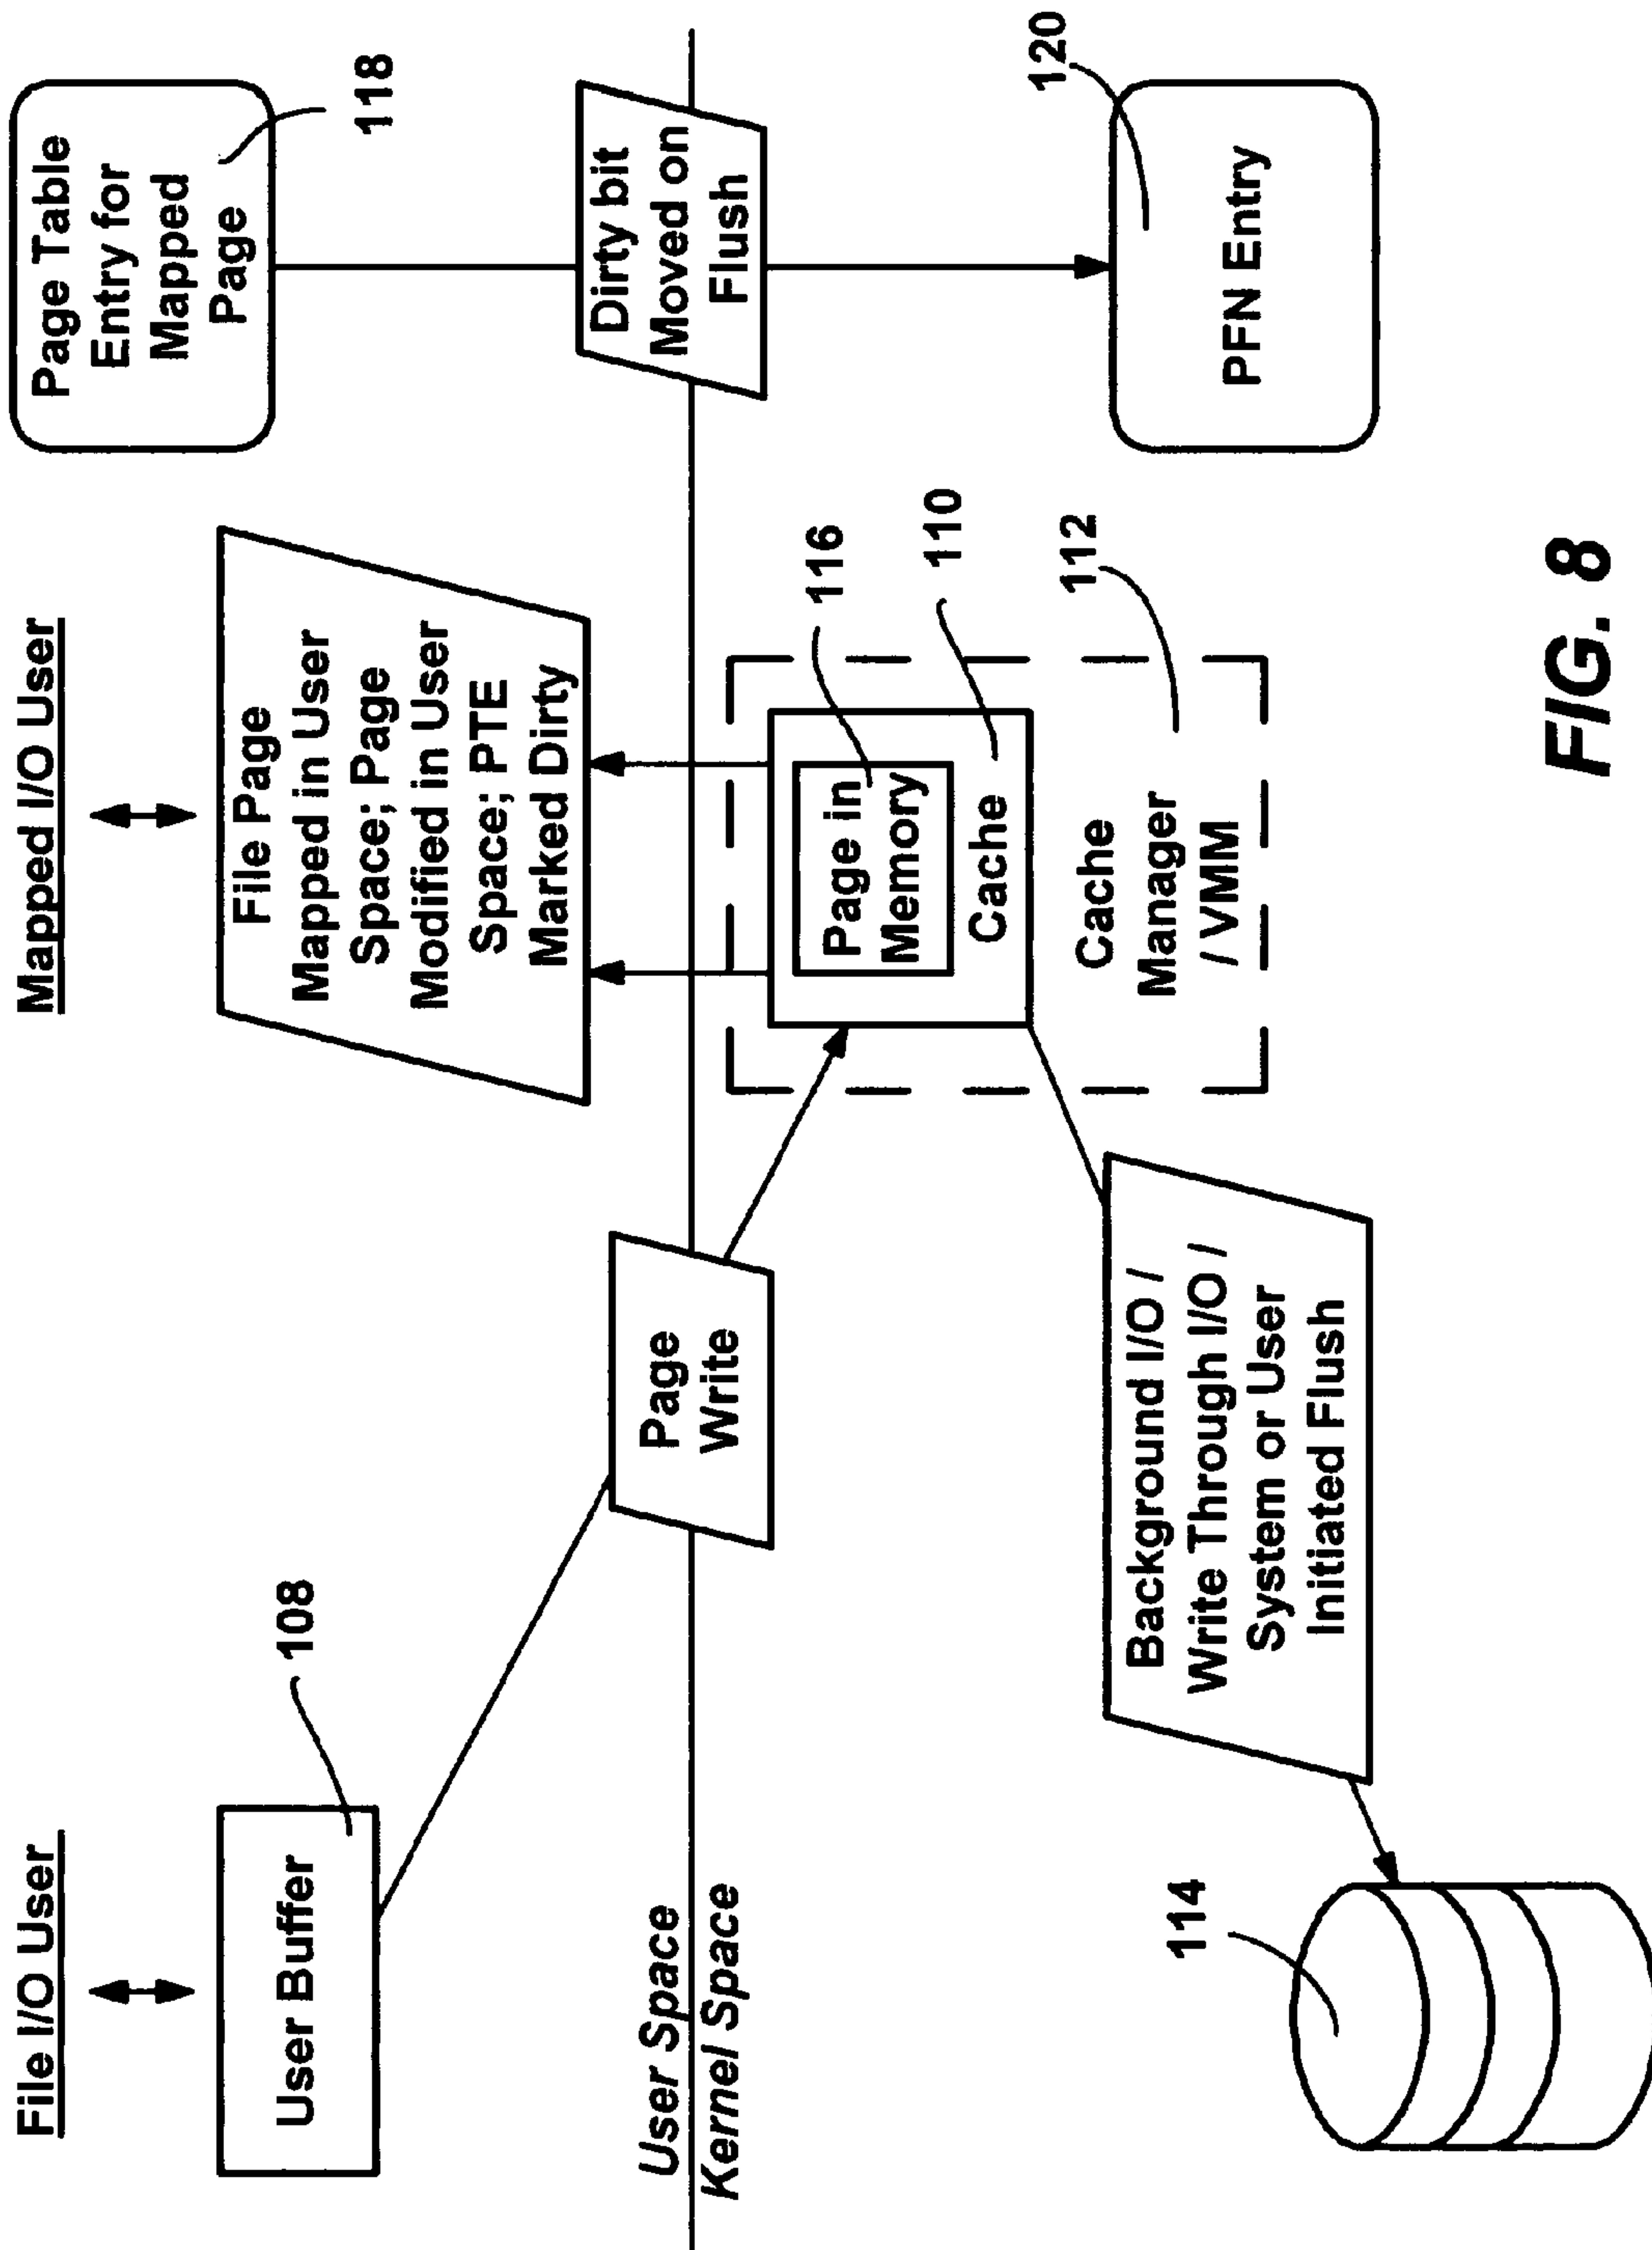 File I/O User
Mapped I/O User
User Buffer
108
File Page
Mapped in User
Space; Page
Modified in User
Space; PTE
Marked Dirty
Page Table
Entry for
Mapped
Page
118
User Space
Kernel Space
Page
Write
Dirty bit
Moved on
Flush
Page in
Memory
116
Cache
110
Cache
Manager
/ VMM
112
Background I/O /
Write Through I/O /
System or User
Initiated Flush
114
PFN Entry
120
FIG. 8